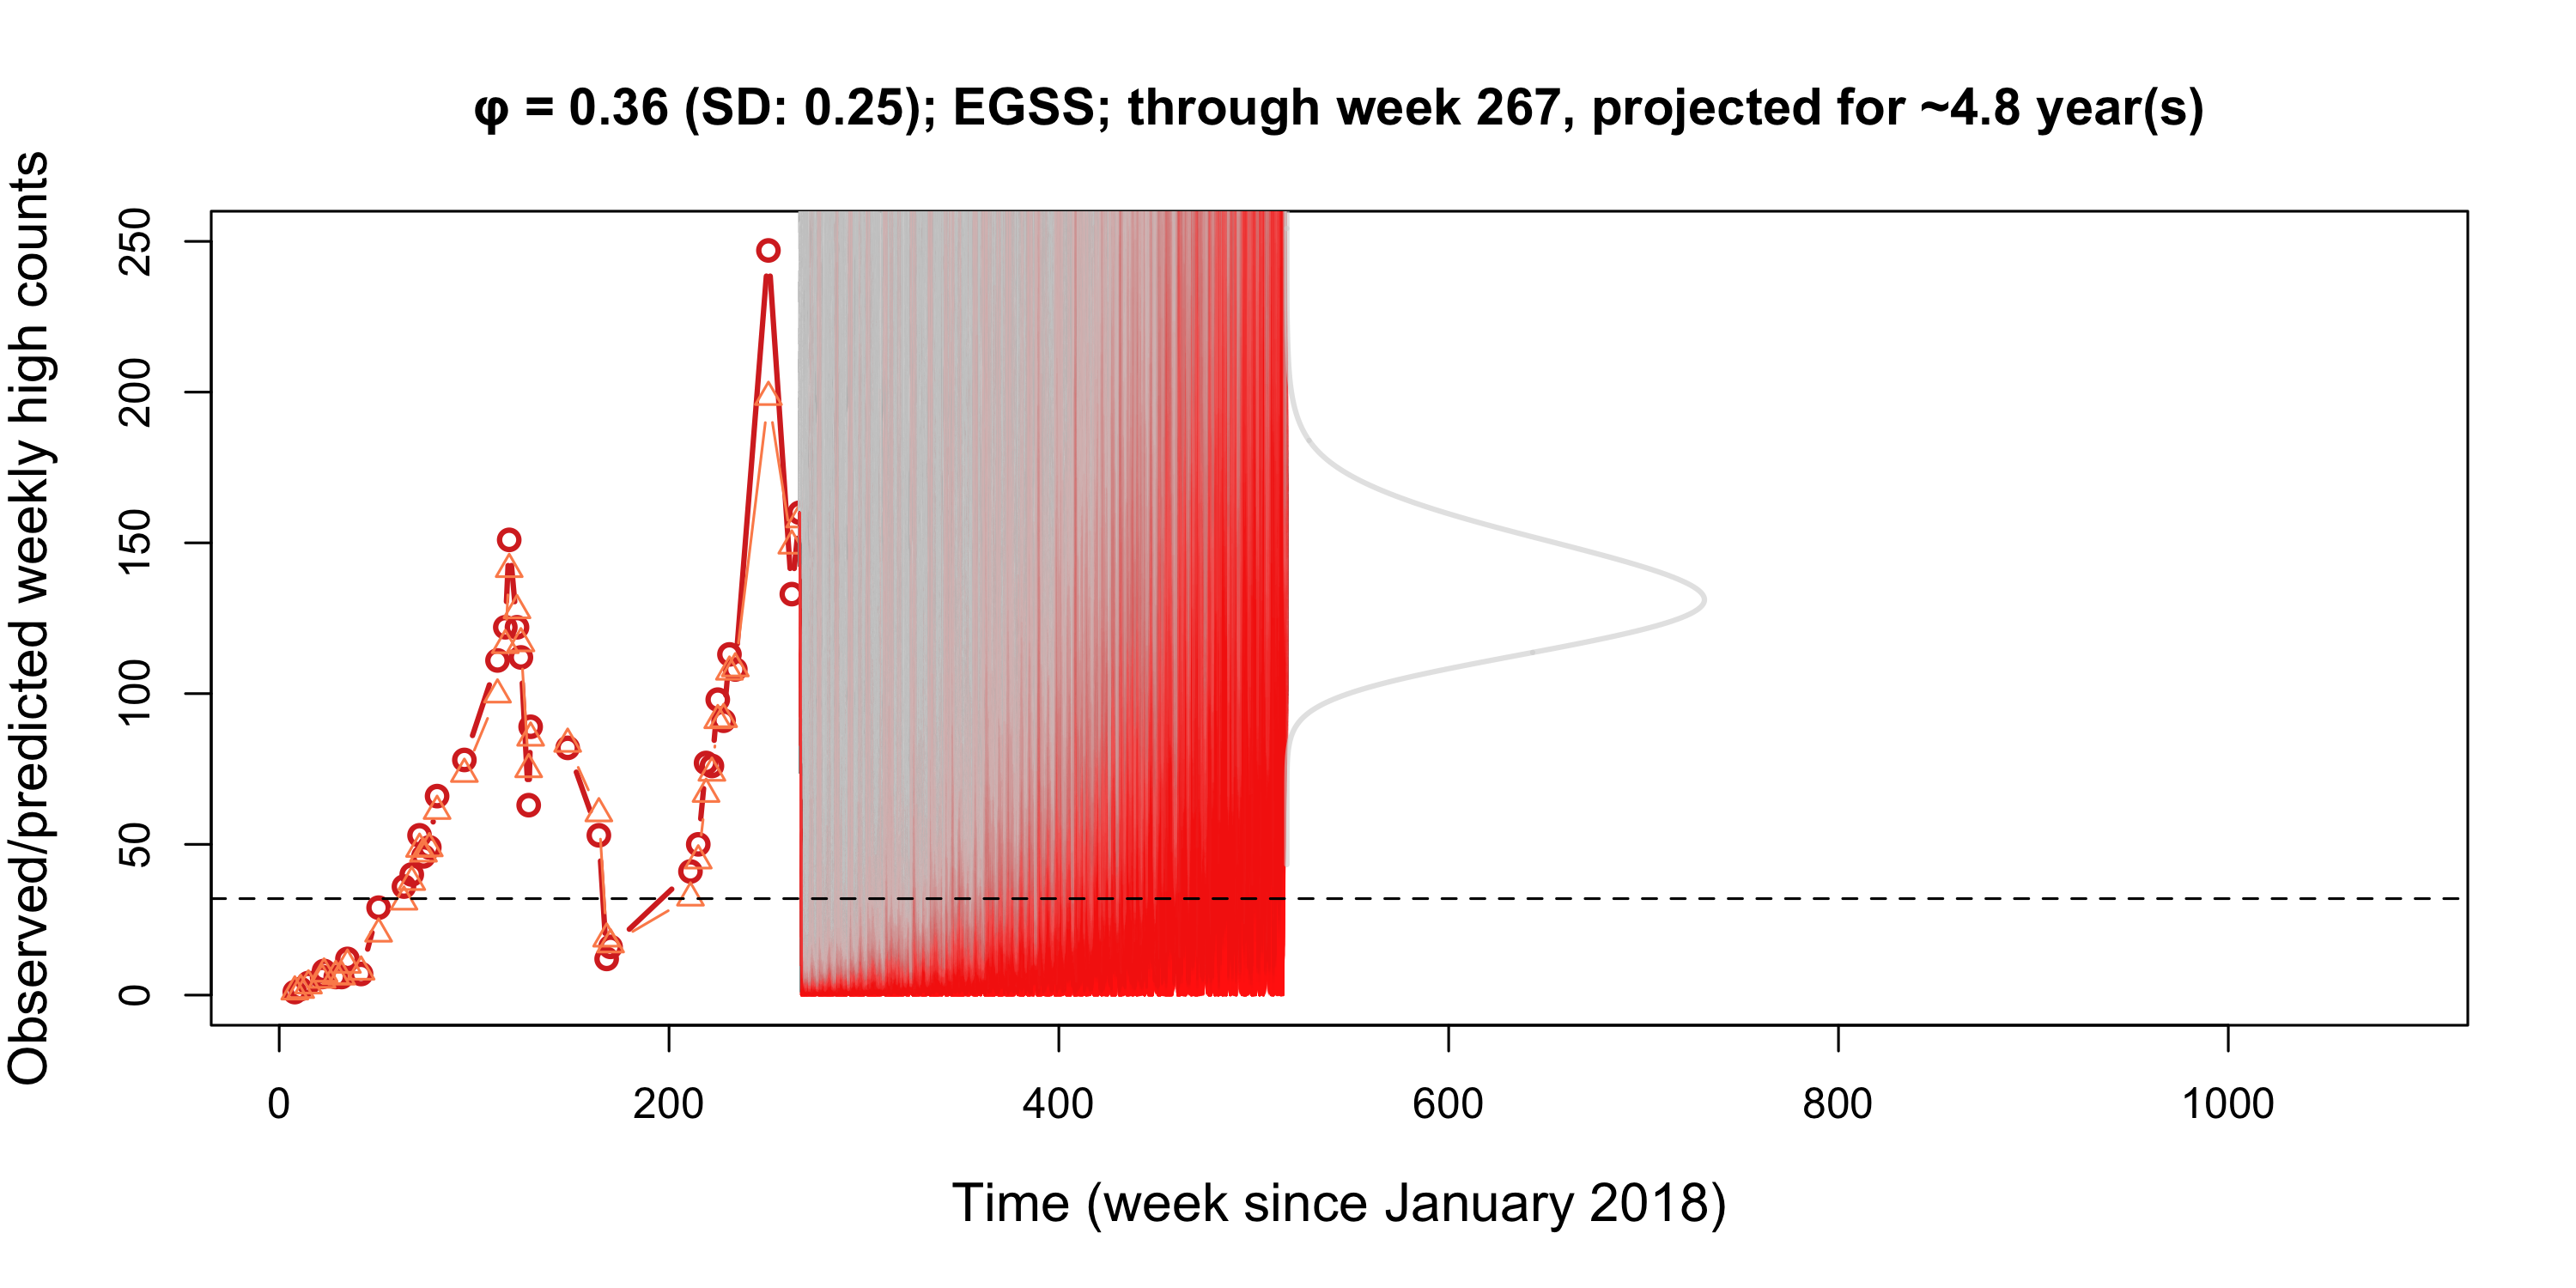 φ = 0.36 (SD: 0.25); EGSS; through week 267, projected for ~4.8 year(s)
Observed/predicted weekly high counts
250
200
150
100
50
0
0 200 400 600 800 1000
Time (week since January 2018)